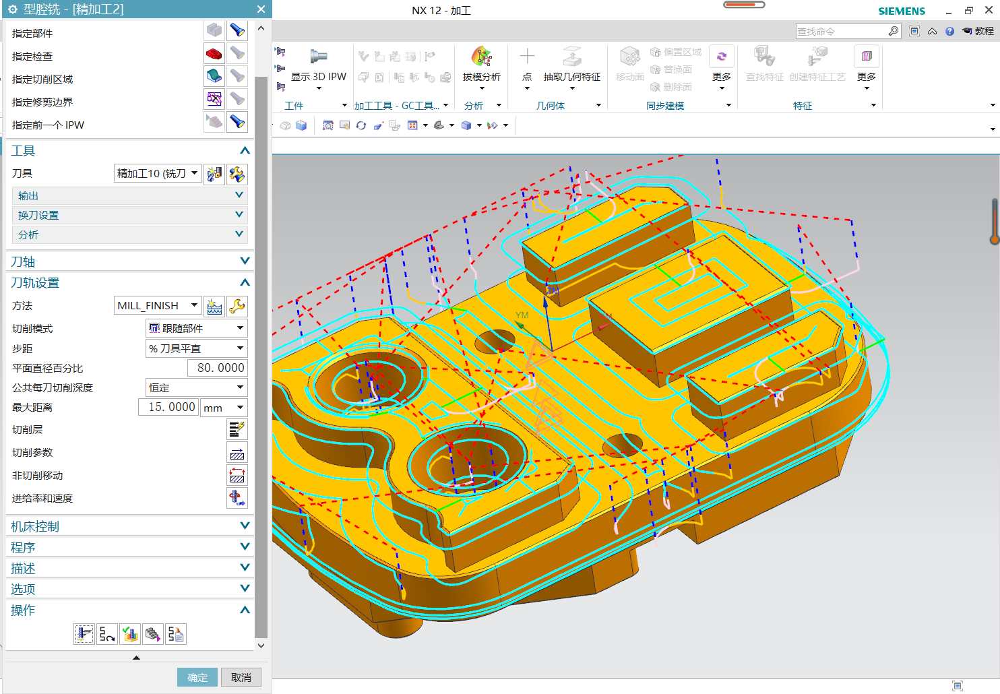 型腔铣 - [精加工2]
NX 12 - 加工
SIEMENS
查找命令
教程
指定部件
指定检查
指定切削区域
指定修剪边界
指定前一个 IPW
显示 3D IPW
拔模分析
点
抽取几何特征
移动面
偏置区域
替换面
删除面
更多
查找特征
创建特征工艺
更多
工件
加工工具 - GC工具...
分析
几何体
同步建模
特征
工具
刀具
精加工10 (铣刀
输出
换刀设置
分析
刀轴
刀轨设置
方法
MILL_FINISH
切削模式
跟随部件
步距
% 刀具平直
平面直径百分比
80.0000
公共每刀切削深度
恒定
最大距离
15.0000
mm
切削层
切削参数
非切削移动
进给率和速度
机床控制
程序
描述
选项
操作
确定
取消
ZM
YM